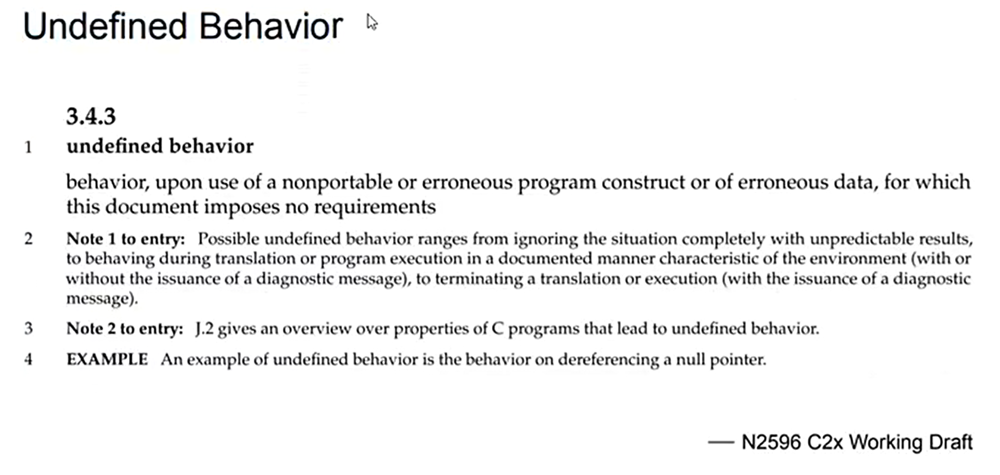 Undefined Behavior
3.4.3
1 undefined behavior
behavior, upon use of a nonportable or erroneous program construct or of erroneous data, for which
this document imposes no requirements
2 Note 1 to entry: Possible undefined behavior ranges from ignoring the situation completely with unpredictable results,
to behaving during translation or program execution in a documented manner characteristic of the environment (with or
without the issuance of a diagnostic message), to terminating a translation or execution (with the issuance of a diagnostic
message).
3 Note 2 to entry: J.2 gives an overview over properties of C programs that lead to undefined behavior.
4 EXAMPLE An example of undefined behavior is the behavior on dereferencing a null pointer.
— N2596 C2x Working Draft